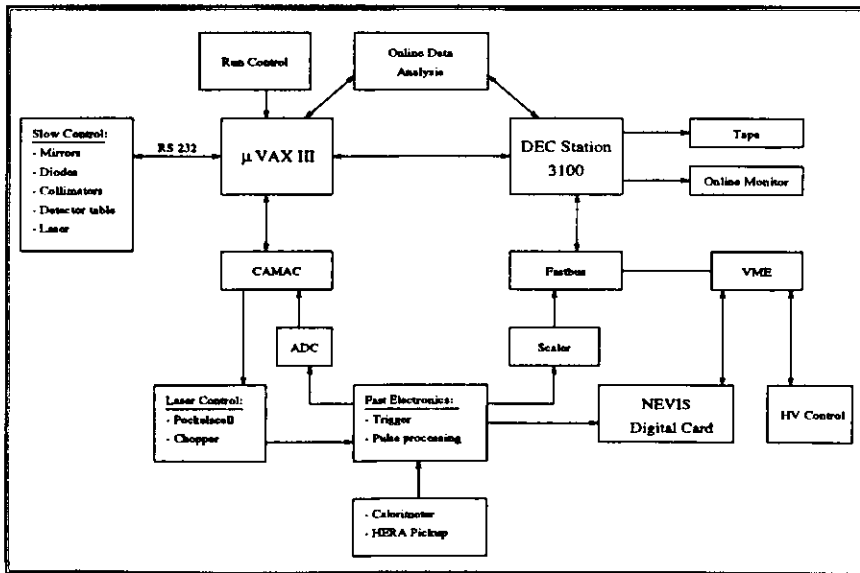 Run Control
Online Data
Analysis
Slow Control:
- Mirrors
- Diodes
- Collimators
- Detector table
- Laser
RS 232
μ VAX III
DEC Station
3100
Tape
Online Monitor
CAMAC
Fastbus
VME
ADC
Scaler
Laser Control:
- Pockelscell
- Chopper
Fast Electronics:
- Trigger
- Pulse processing
NEVIS
Digital Card
HV Control
- Calorimeter
- HERA Pickup